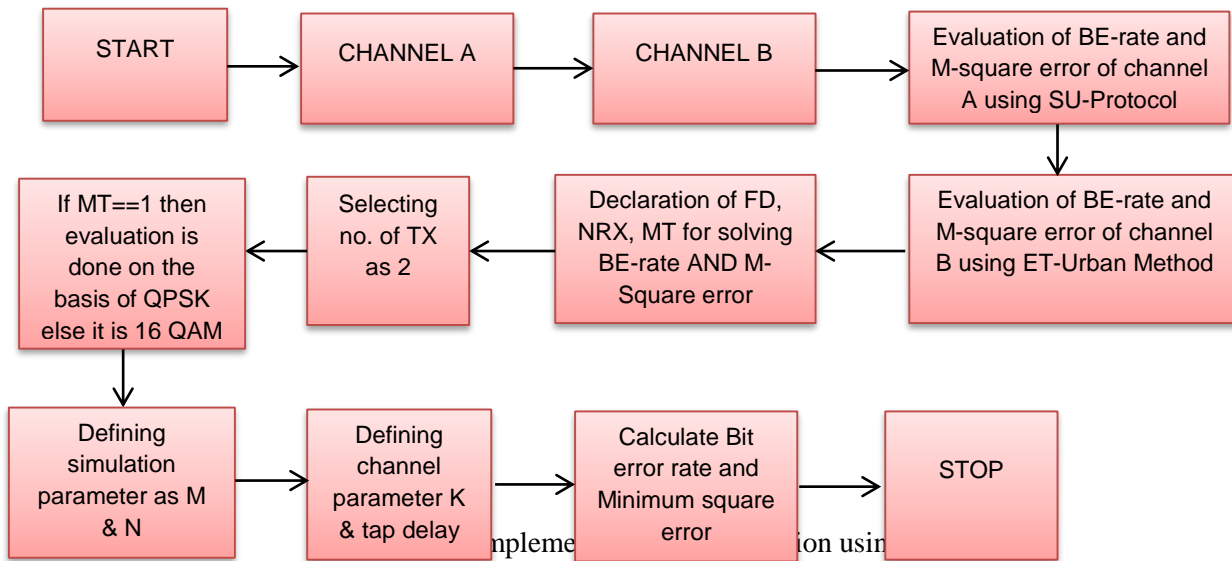 START
CHANNEL A
CHANNEL B
Evaluation of BE-rate and
M-square error of channel
A using SU-Protocol
Evaluation of BE-rate and
M-square error of channel
B using ET-Urban Method
Declaration of FD,
NRX, MT for solving
BE-rate AND M-
Square error
Selecting
no. of TX
as 2
If MT==1 then
evaluation is
done on the
basis of QPSK
else it is 16 QAM
Defining
simulation
parameter as M
& N
Defining
channel
parameter K
& tap delay
Calculate Bit
error rate and
Minimum square
error
STOP